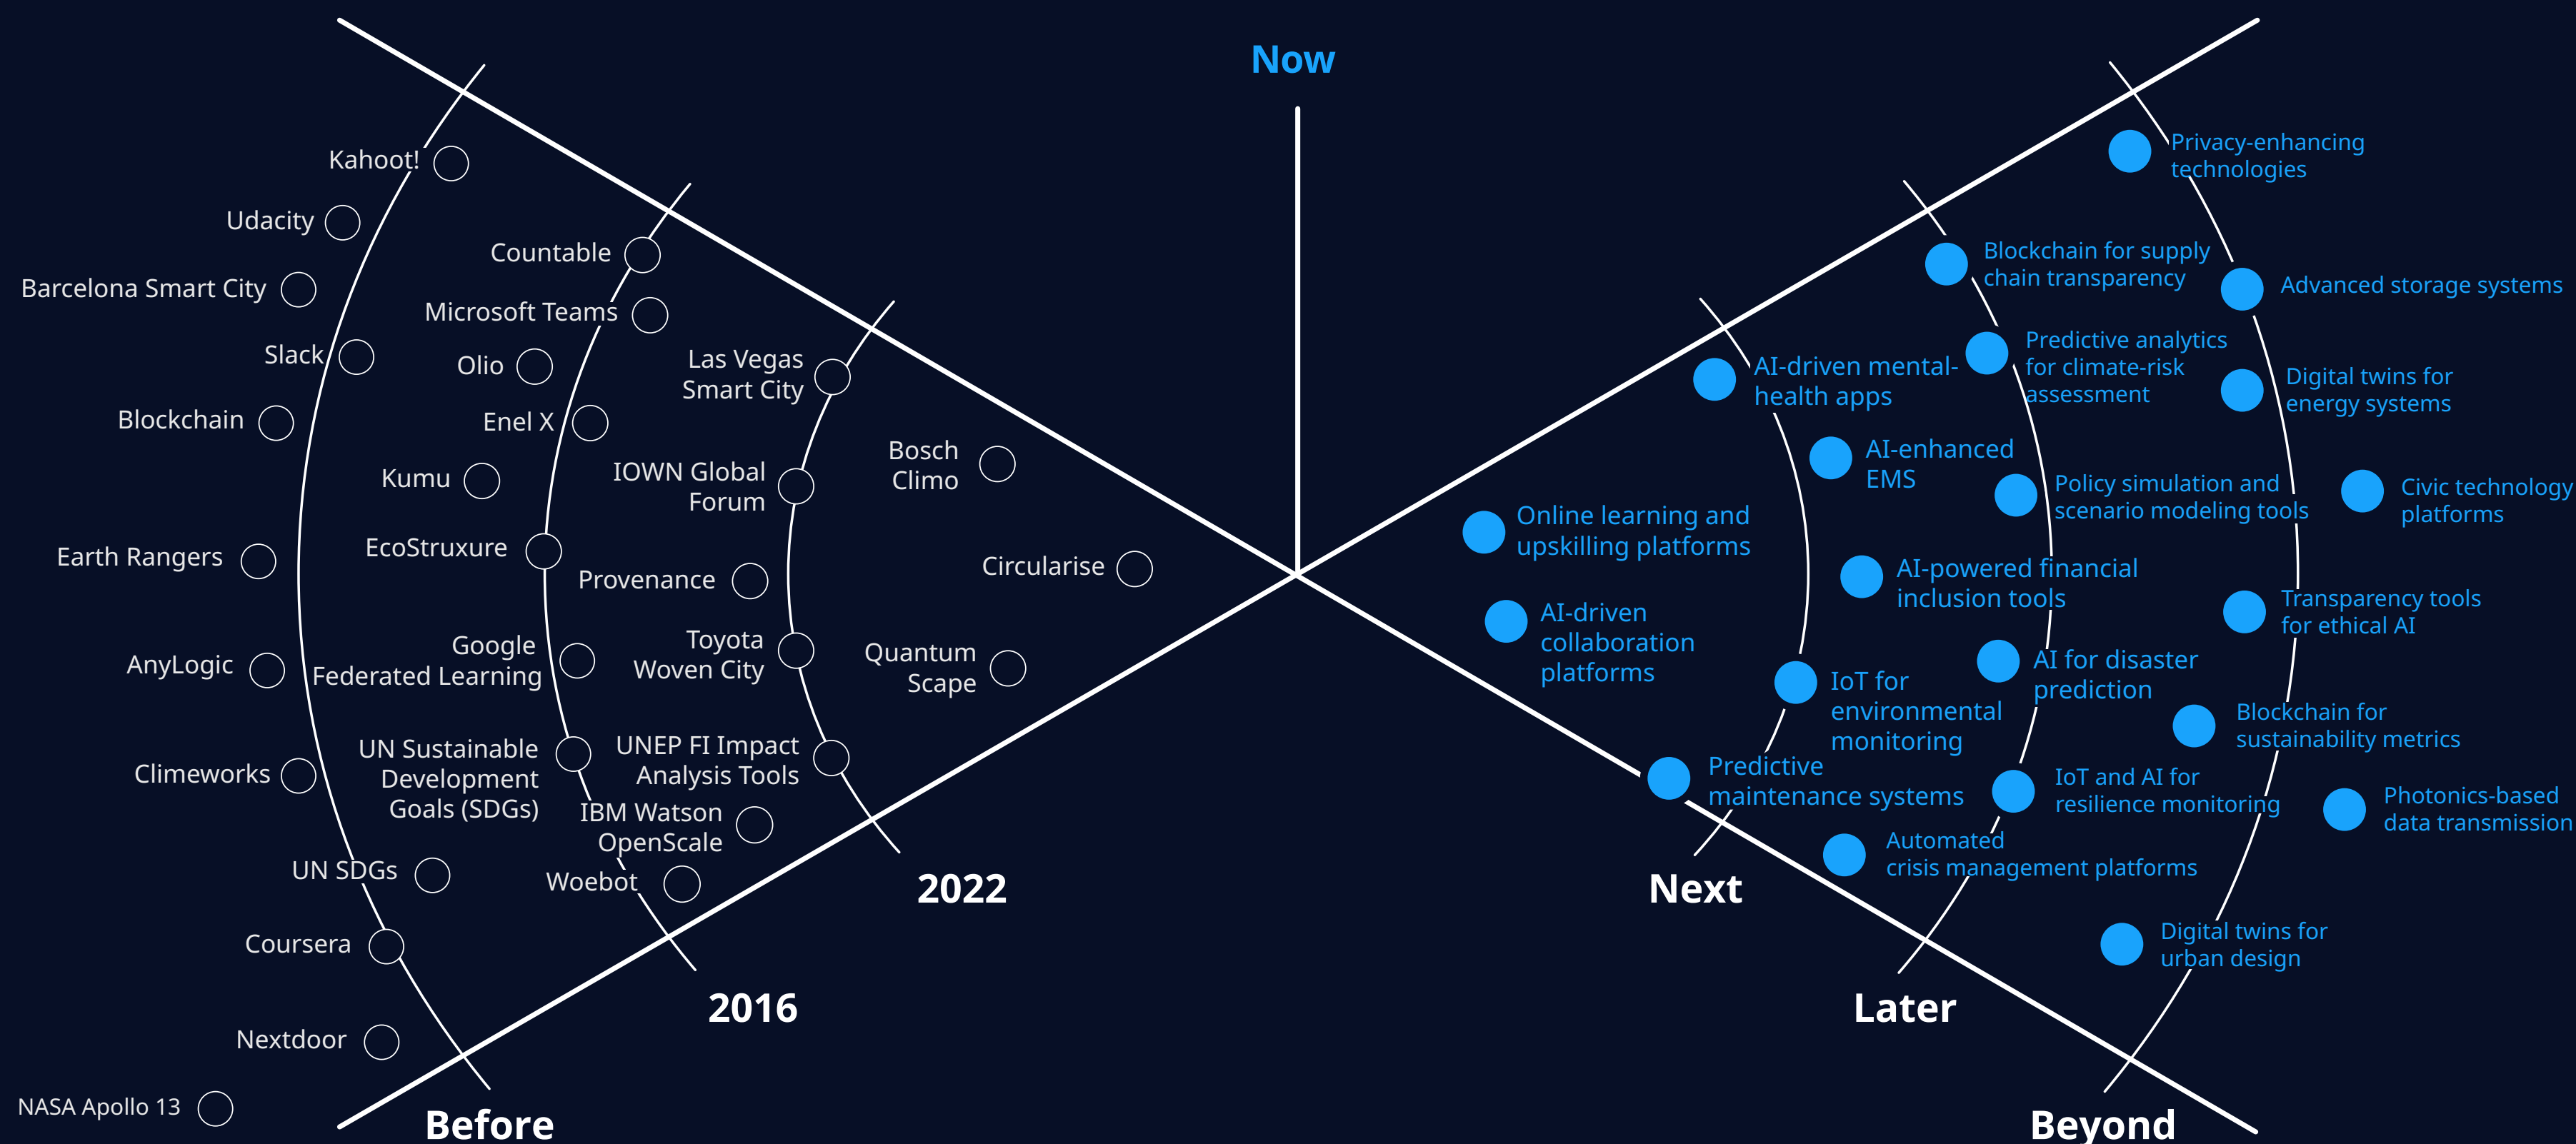 Now
Kahoot!
Udacity
Barcelona Smart City
Slack
Blockchain
Earth Rangers
AnyLogic
Climeworks
UN SDGs
Coursera
Nextdoor
NASA Apollo 13
Before
Countable
Microsoft Teams
Olio
Enel X
Kumu
EcoStruxure
Google
Federated Learning
UN Sustainable
Development
Goals (SDGs)
Woebot
2016
Las Vegas
Smart City
IOWN Global
Forum
Provenance
Toyota
Woven City
UNEP FI Impact
Analysis Tools
IBM Watson
OpenScale
2022
Bosch
Climo
Circularise
Quantum
Scape
Online learning and
upskilling platforms
AI-driven
collaboration
platforms
AI-driven mental-
health apps
IoT for
environmental
monitoring
Predictive
maintenance systems
Next
AI-enhanced
EMS
AI-powered financial
inclusion tools
Blockchain for supply
chain transparency
Predictive analytics
for climate-risk
assessment
Policy simulation and
scenario modeling tools
AI for disaster
prediction
IoT and AI for
resilience monitoring
Automated
crisis management platforms
Later
Privacy-enhancing
technologies
Advanced storage systems
Digital twins for
energy systems
Civic technology
platforms
Transparency tools
for ethical AI
Blockchain for
sustainability metrics
Photonics-based
data transmission
Digital twins for
urban design
Beyond